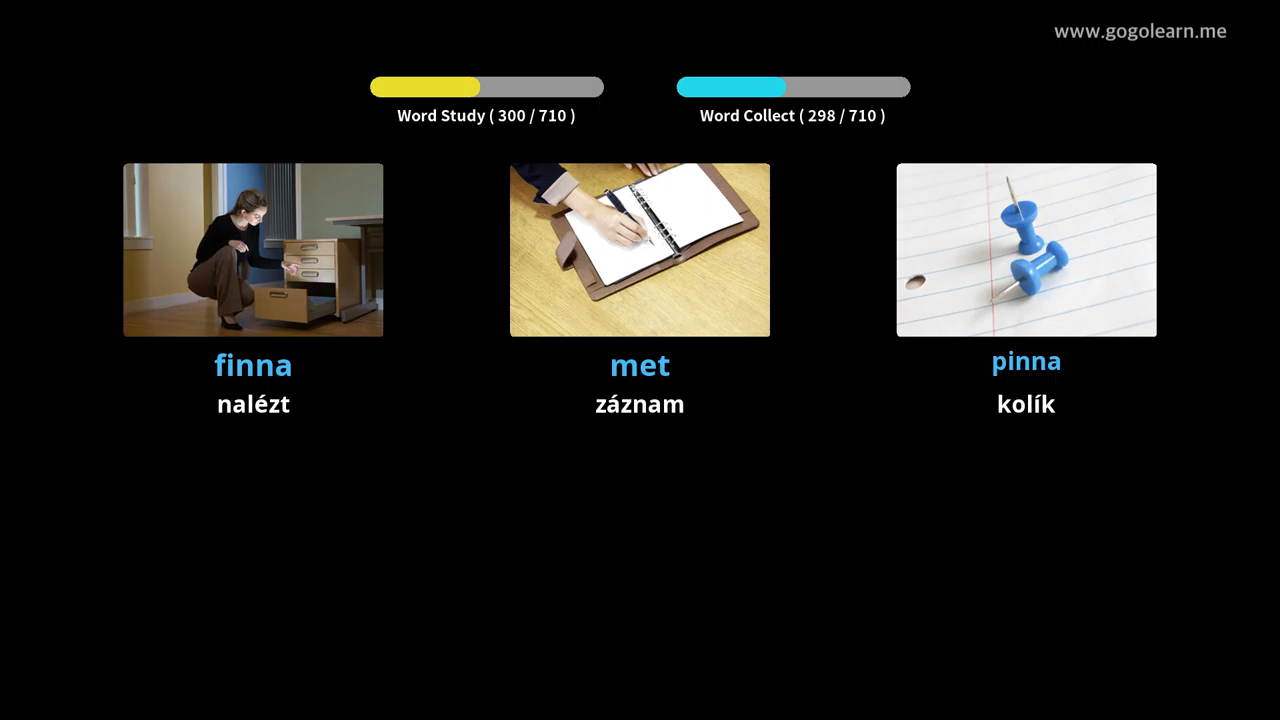 www.gogolearn.me
Word Study ( 300 / 710 )
Word Collect ( 298 / 710 )
finna
nalézt
met
záznam
pinna
kolík